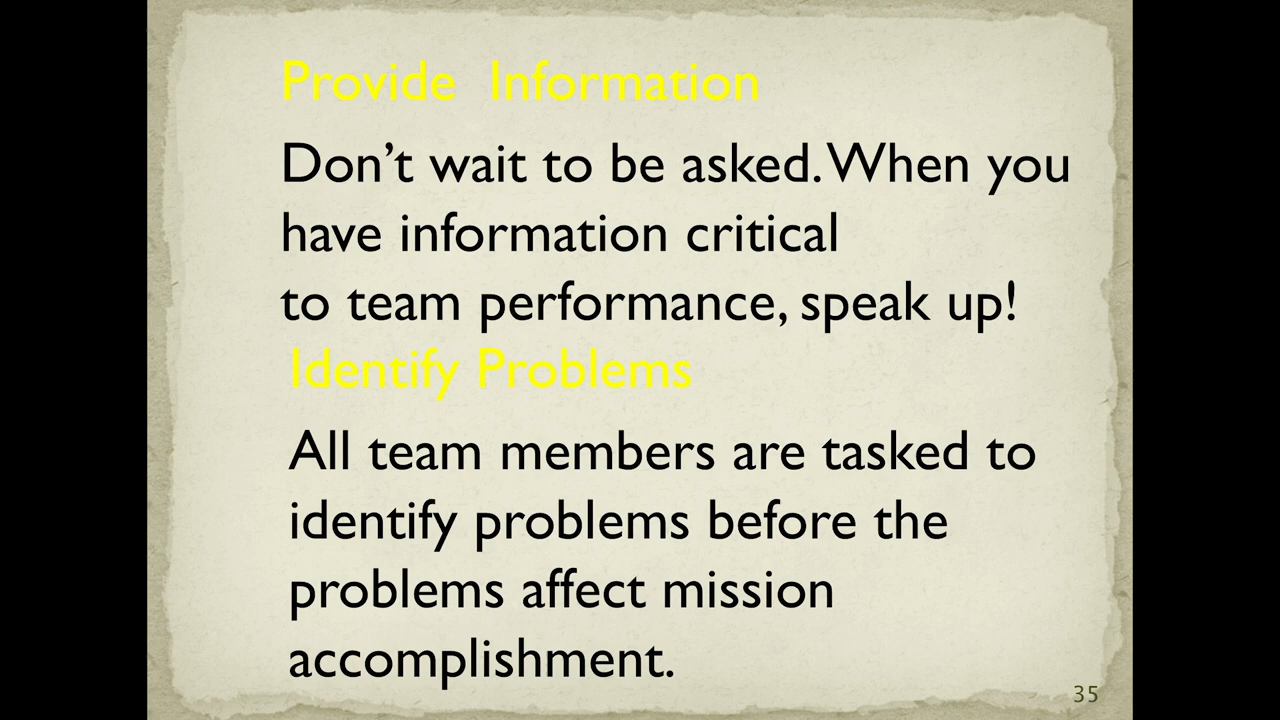 Provide  Information
Don’t wait to be asked. When you
have information critical
to team performance, speak up!
Identify Problems
All team members are tasked to
identify problems before the
problems affect mission
accomplishment.
35